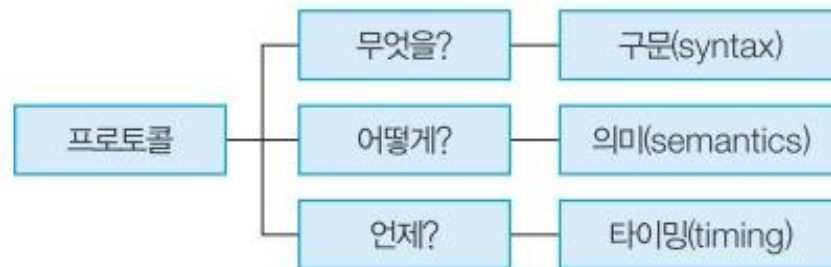 무엇을?
구문(syntax)
프로토콜
어떻게?
의미(semantics)
언제?
타이밍(timing)